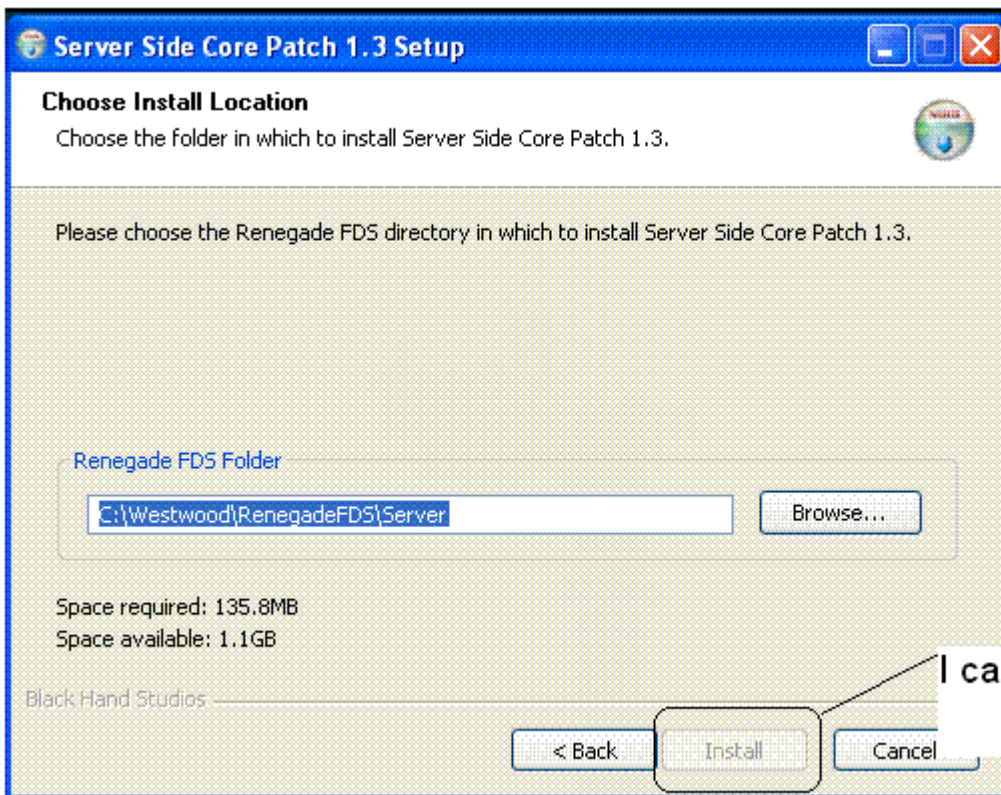 Server Side Core Patch 1.3 Setup
Choose Install Location
Choose the folder in which to install Server Side Core Patch 1.3.
Please choose the Renegade FDS directory in which to install Server Side Core Patch 1.3.
Renegade FDS Folder
C:\Westwood\RenegadeFDS\Server
Browse...
Space required: 135.8MB
Space available: 1.1GB
I ca
Black Hand Studios
< Back
Install
Cancel